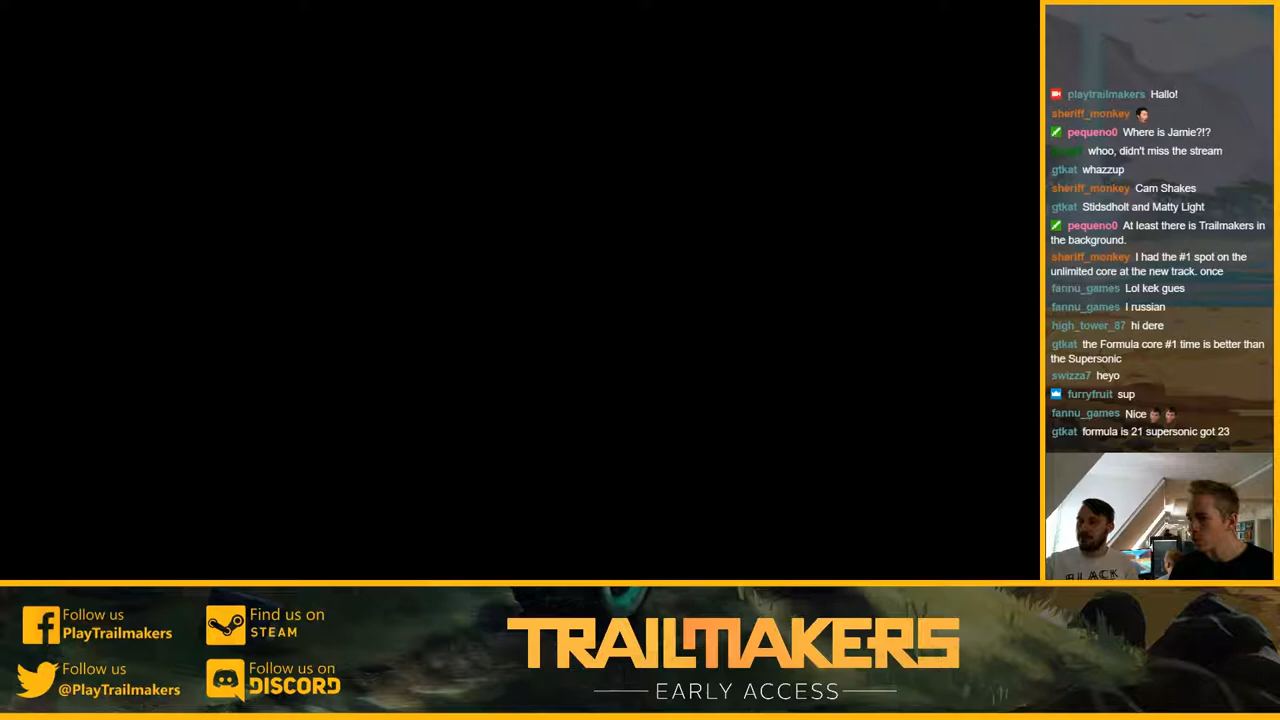 playtrailmakers Hallo!
sheriff_monkey
pequeno0 Where is Jamie?!?
whoo, didn't miss the stream
gtkat whazzup
sheriff_monkey Cam Shakes
gtkat Stidsdholt and Matty Light
pequeno0 At least there is Trailmakers in
the background.
sheriff_monkey I had the #1 spot on the
unlimited core at the new track. once
fannu_games Lol kek gues
fannu_games I russian
high_tower_87 hi dere
gtkat the Formula core #1 time is better than
the Supersonic
swizza7 heyo
furryfruit sup
fannu_games Nice
gtkat formula is 21 supersonic got 23
BLACK
Follow us
PlayTrailmakers
Find us on
STEAM
Follow us
@PlayTrailmakers
Follow us on
DISCORD
TRAILMAKERS
EARLY ACCESS